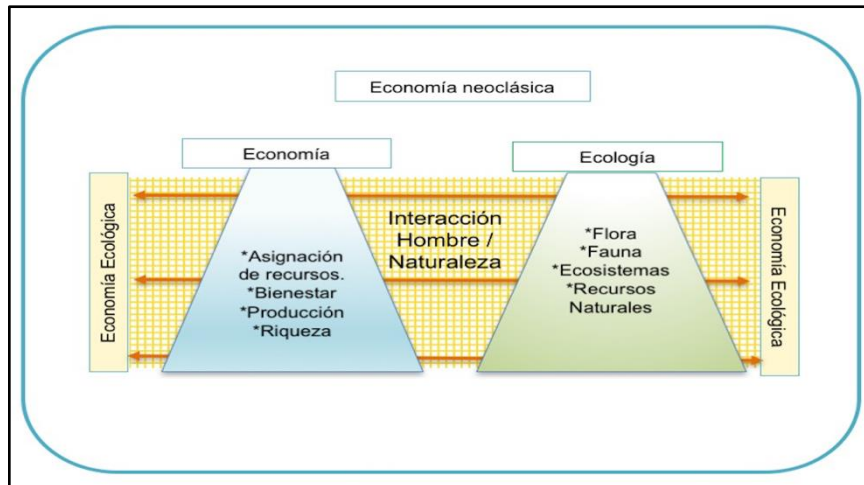 Economía neoclásica
Economía
Ecología
Economía Ecológica
*Asignación
de recursos.
*Bienestar
*Producción
*Riqueza
Interacción
Hombre /
Naturaleza
*Flora
*Fauna
*Ecosistemas
*Recursos
Naturales
Economía Ecológica